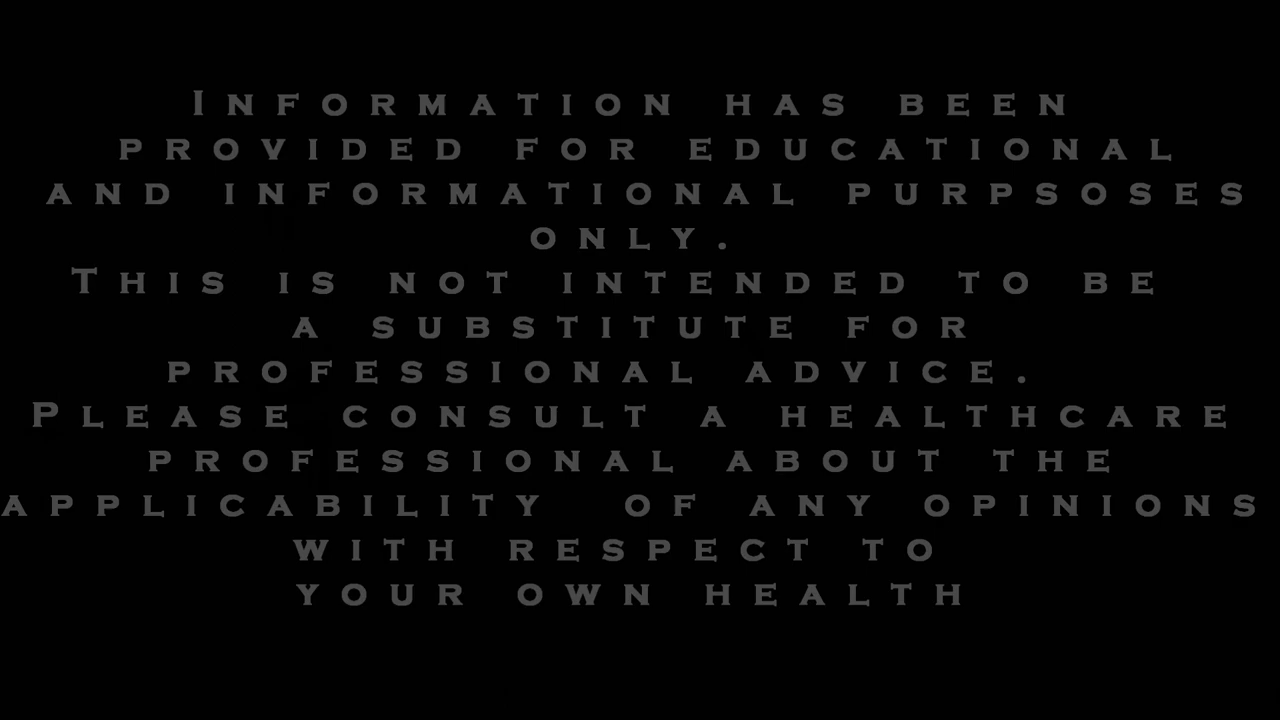 Information has been
provided for educational
and informational purpsoses
only.
This is not intended to be
a substitute for
professional advice.
Please consult a healthcare
professional about the
applicability of any opinions
with respect to
your own health